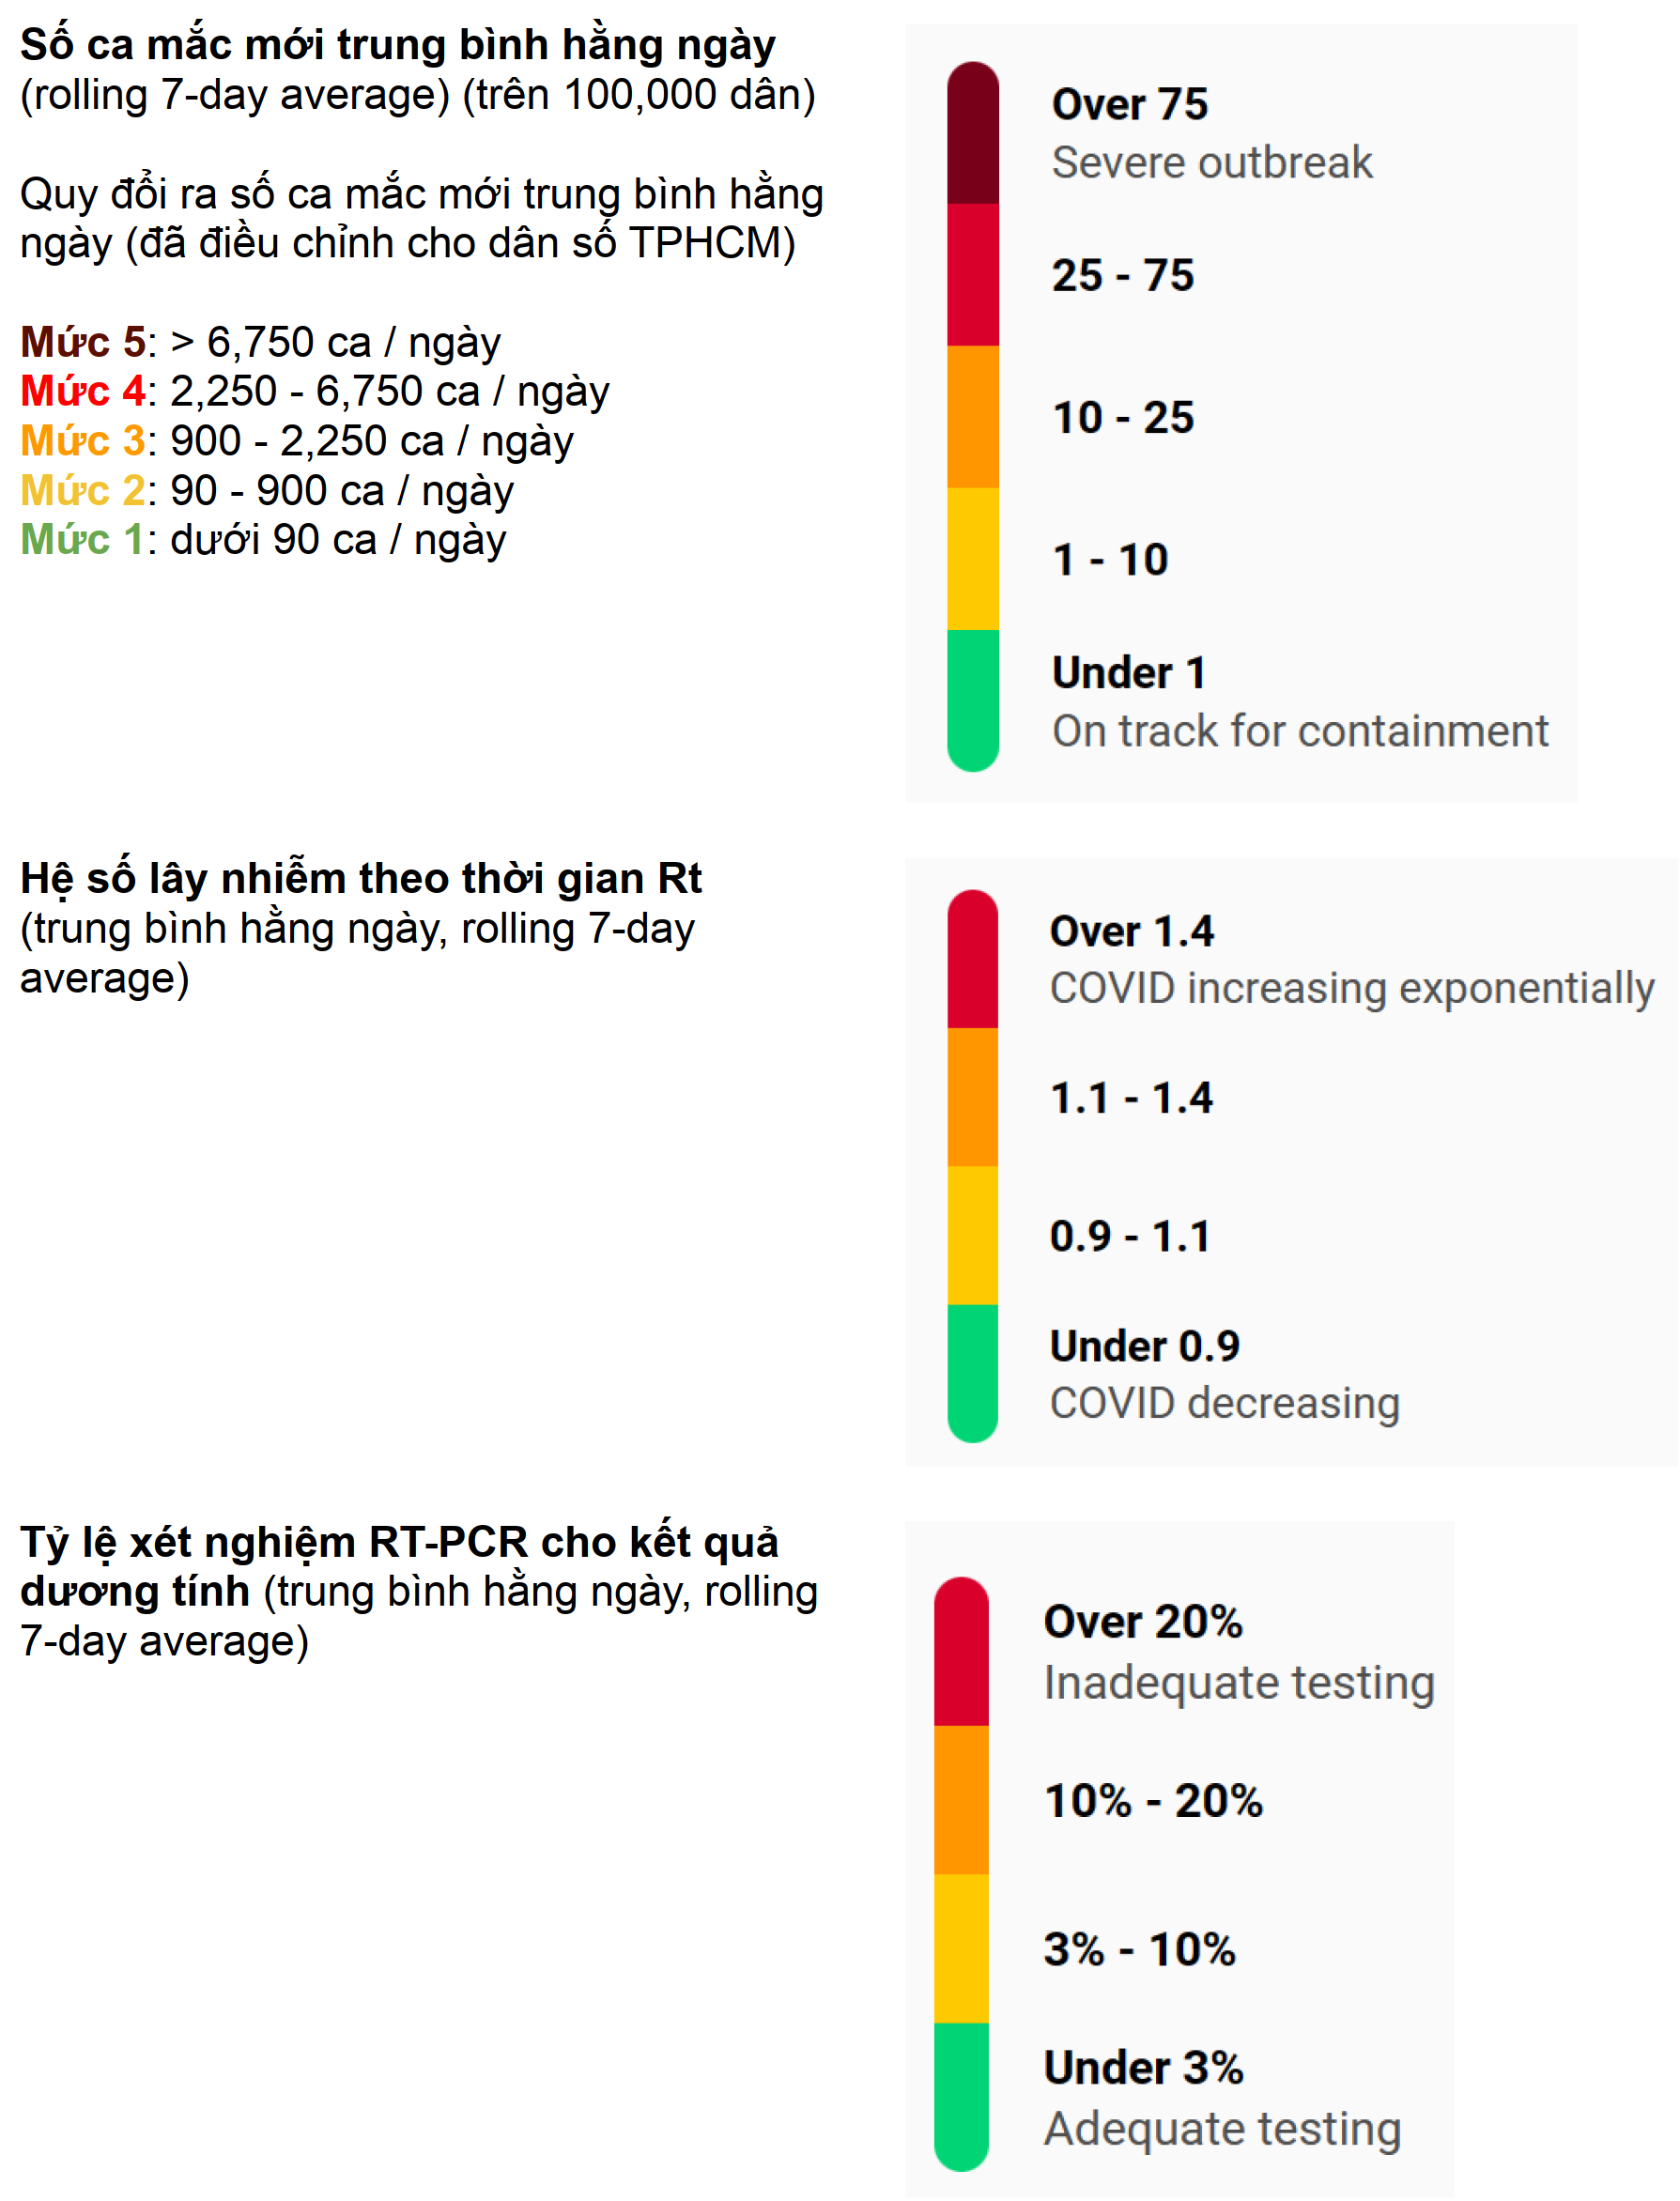 Số ca mắc mới trung bình hằng ngày
(rolling 7-day average) (trên 100,000 dân)
Quy đổi ra số ca mắc mới trung bình hằng
ngày (đã điều chỉnh cho dân số TPHCM)
Mức 5: > 6,750 ca / ngày
Mức 4: 2,250 - 6,750 ca / ngày
Mức 3: 900 - 2,250 ca / ngày
Mức 2: 90 - 900 ca / ngày
Mức 1: dưới 90 ca / ngày
Over 75
Severe outbreak
25 - 75
10 - 25
1 - 10
Under 1
On track for containment
Hệ số lây nhiễm theo thời gian Rt
(trung bình hằng ngày, rolling 7-day
average)
Over 1.4
COVID increasing exponentially
1.1 - 1.4
0.9 - 1.1
Under 0.9
COVID decreasing
Tỷ lệ xét nghiệm RT-PCR cho kết quả
dương tính (trung bình hằng ngày, rolling
7-day average)
Over 20%
Inadequate testing
10% - 20%
3% - 10%
Under 3%
Adequate testing